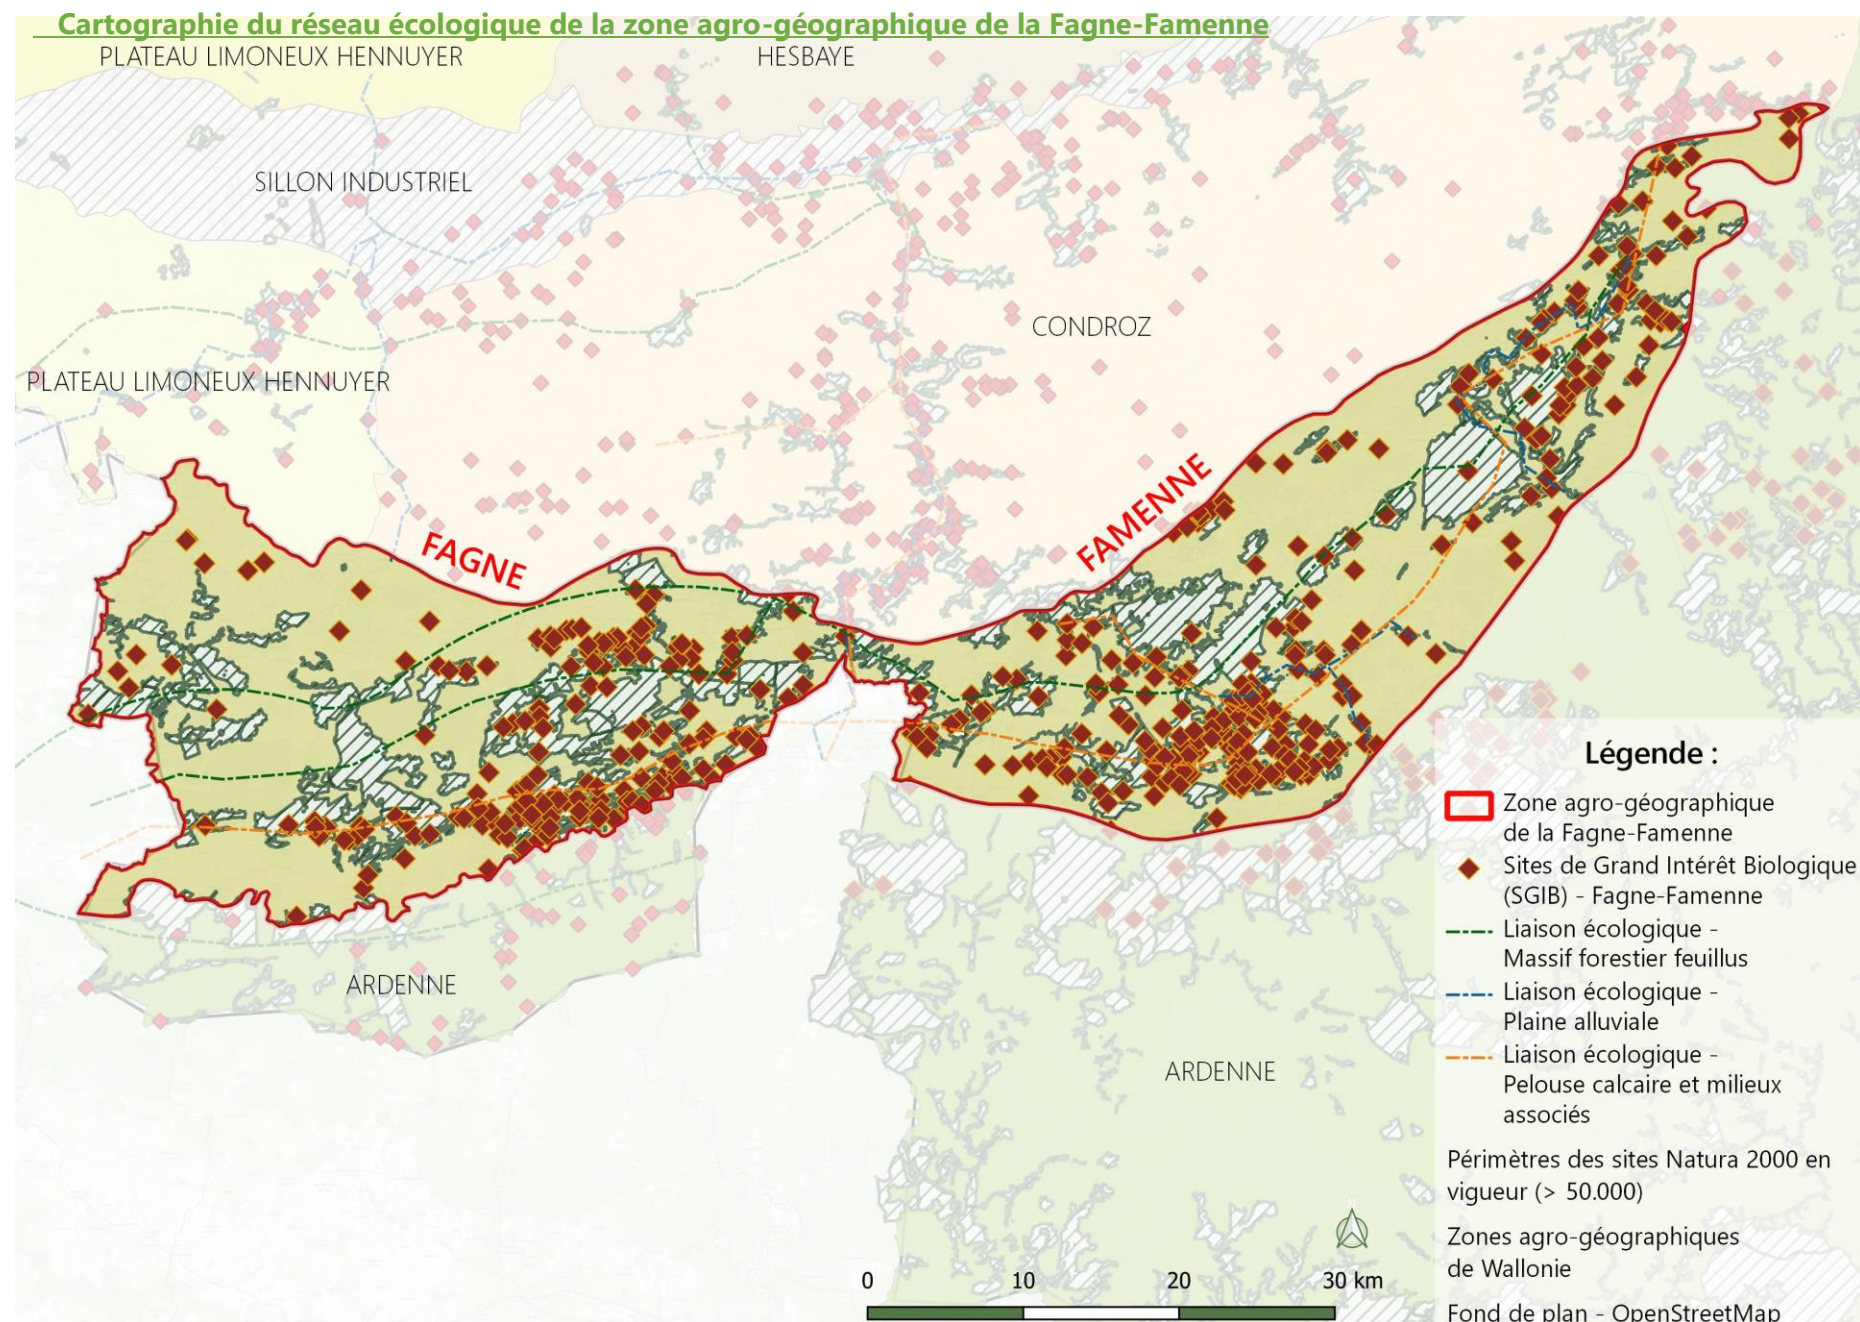 Cartographie du réseau écologique de la zone agro-géographique de la Fagne-Famenne
PLATEAU LIMONEUX HENNUYER
HESBAYE
SILLON INDUSTRIEL
CONDROZ
PLATEAU LIMONEUX HENNUYER
FAGNE
FAMENNE
ARDENNE
ARDENNE
Légende :
Zone agro-géographique
de la Fagne-Famenne
Sites de Grand Intérêt Biologique
(SGIB) - Fagne-Famenne
Liaison écologique -
Massif forestier feuillus
Liaison écologique -
Plaine alluviale
Liaison écologique -
Pelouse calcaire et milieux
associés
Périmètres des sites Natura 2000 en
vigueur (> 50.000)
Zones agro-géographiques
de Wallonie
Fond de plan - OpenStreetMap
0 10 20 30 km